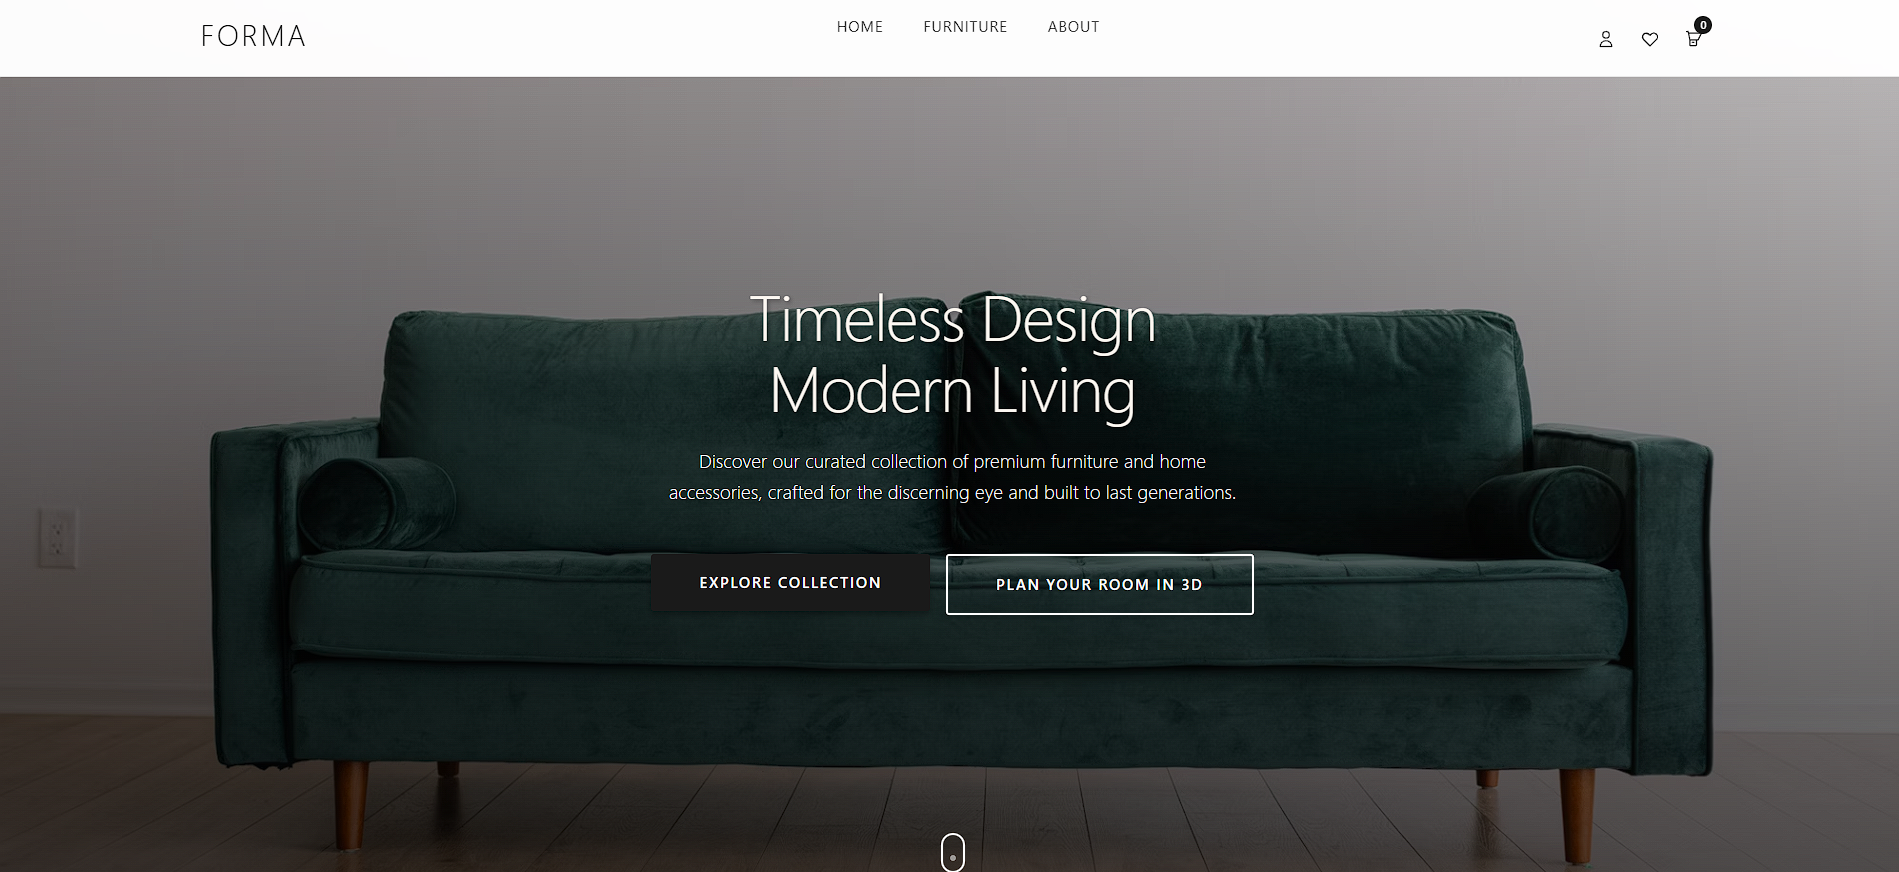 FORMA
HOME FURNITURE ABOUT
0
Timeless Design
Modern Living
Discover our curated collection of premium furniture and home
accessories, crafted for the discerning eye and built to last generations.
EXPLORE COLLECTION
PLAN YOUR ROOM IN 3D